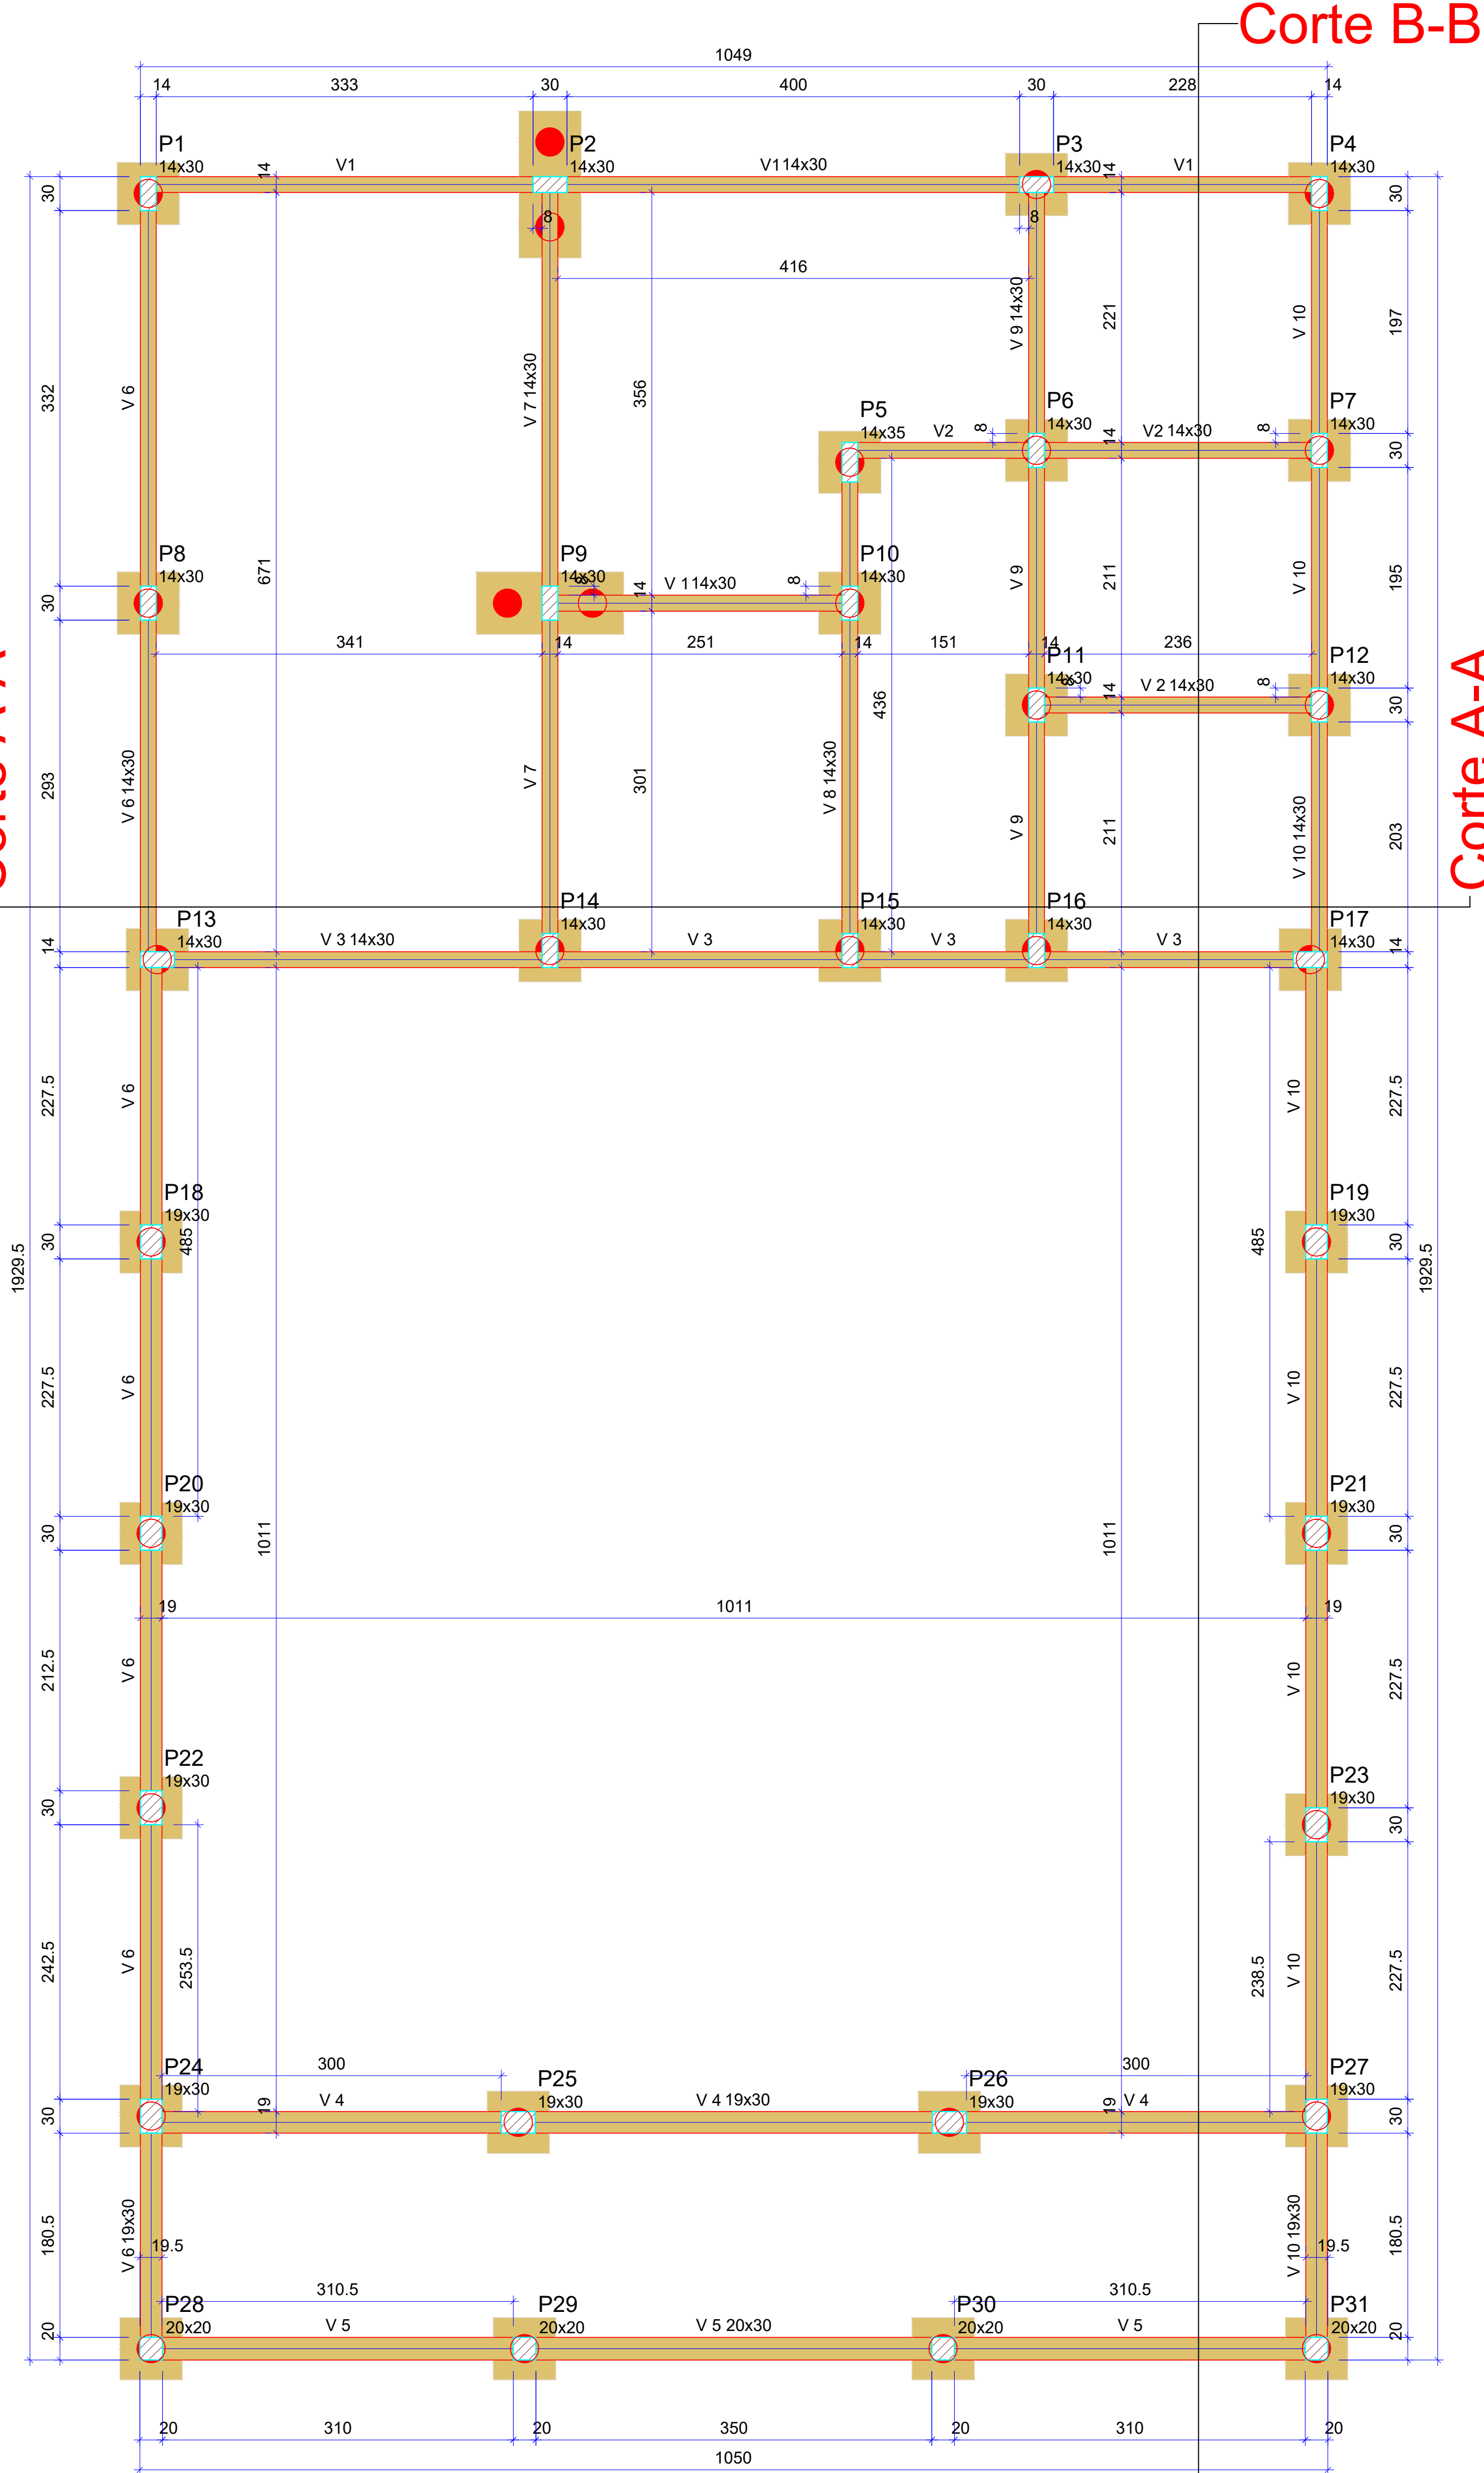 Corte B-B
1049
14 333 30 400 30 228 14
P1
14x30
V1
P2
14x30
V114x30
P3
14x30
V1
P4
14x30
14
14
30
30
8
8
416
V 9 14x30
221
V 10
197
V 7 14x30
356
332
V 6
P5
14x35
V2
8
P6
14x30
14
V2 14x30
8
P7
14x30
30
P8
14x30
30
671
P9
14x30
8
14
V 114x30
8
P10
14x30
V 9
211
V 10
195
341 14 251 14 151 14 236
P11
14x30
8
14
V 2 14x30
8
P12
14x30
30
436
Corte A-A
293
V 6 14x30
V 7
301
V 8 14x30
V 9
211
V 10 14x30
203
P13
14x30
14
V 3 14x30
P14
14x30
V 3
P15
14x30
V 3
P16
14x30
V 3
P17
14x30
14
227.5
V 6
V 10
227.5
P18
19x30
30
485
485
P19
19x30
30
1929.5
1929.5
227.5
V 6
V 10
227.5
P20
19x30
30
1011
1011
P21
19x30
30
19 1011 19
212.5
V 6
V 10
227.5
P22
19x30
30
P23
19x30
30
242.5
V 6
253.5
238.5
V 10
227.5
P24
19x30
30
300
V 4
19
P25
19x30
V 4 19x30
P26
19x30
300
V 4
19
P27
19x30
30
180.5
V 6 19x30
19.5
V 10 19x30
19.5
180.5
P28
20x20
20
310.5
V 5
P29
20x20
V 5 20x30
P30
20x20
310.5
V 5
P31
20x20
20
20 310 20 350 20 310 20
1050